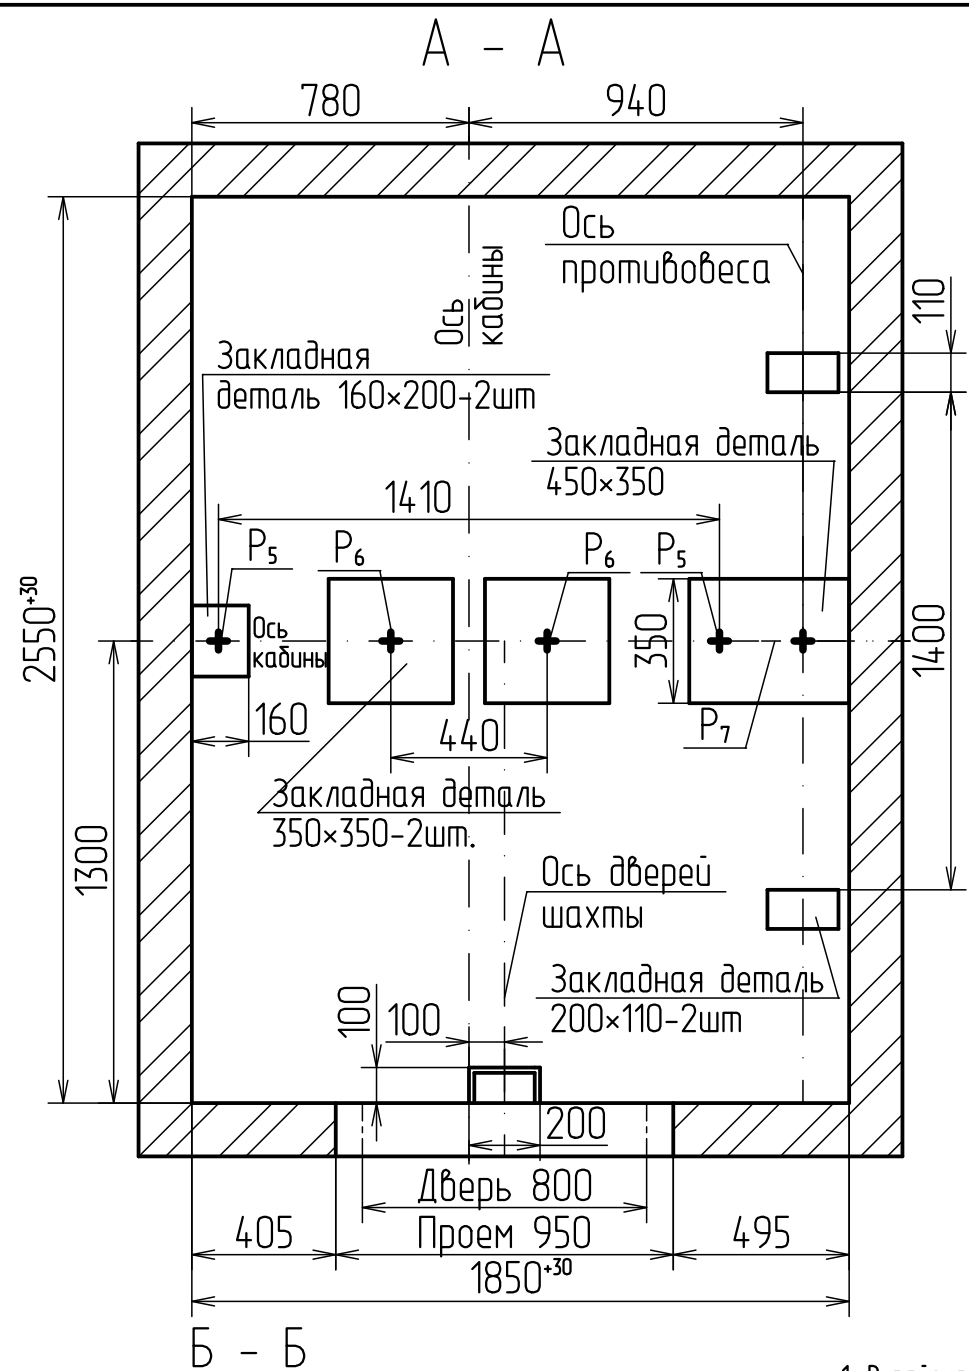 А - А
780
940
Ось
противовеса
Ось
кабины
110
Закладная
деталь 160×200-2шт
Закладная деталь
450×350
1410
P₅
P₆
P₆
P₅
2550⁺³⁰
Ось
кабины
350
1400
160
440
P₇
Закладная деталь
350×350-2шт.
1300
Ось дверей
шахты
Закладная деталь
200×110-2шт
100
100
200
Дверь 800
405
Проем 950
495
1850⁺³⁰
Б - Б